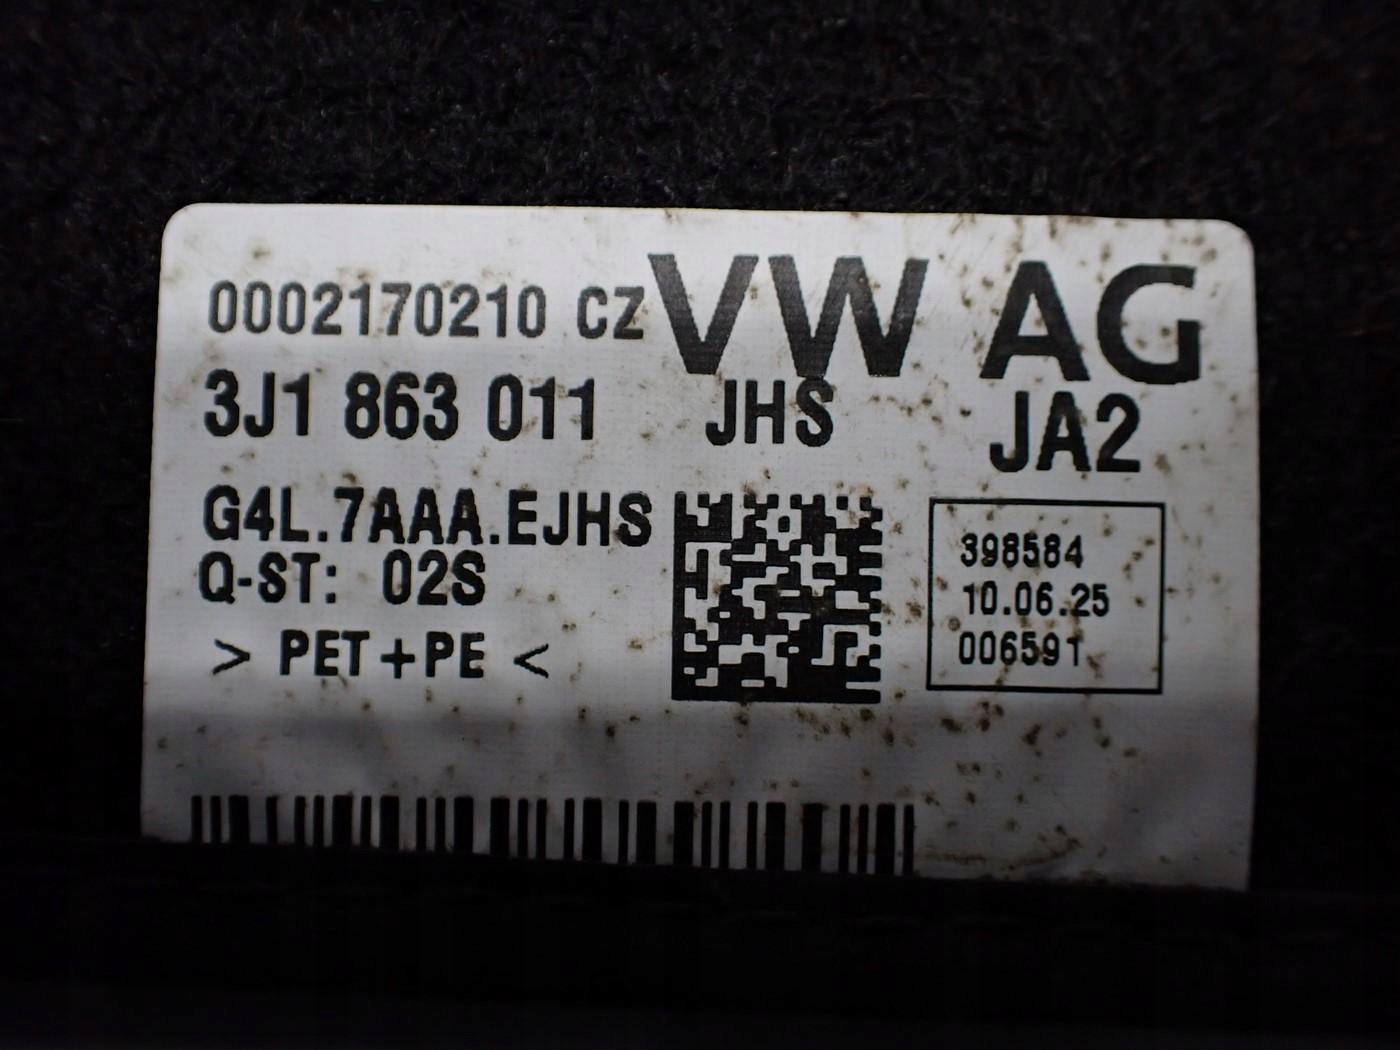 0002170210 CZ VW AG
3J1 863 011 JHS JA2
G4L.7AAA.EJHS
Q-ST: 02S
> PET+PE <
398584
10.06.25
006591